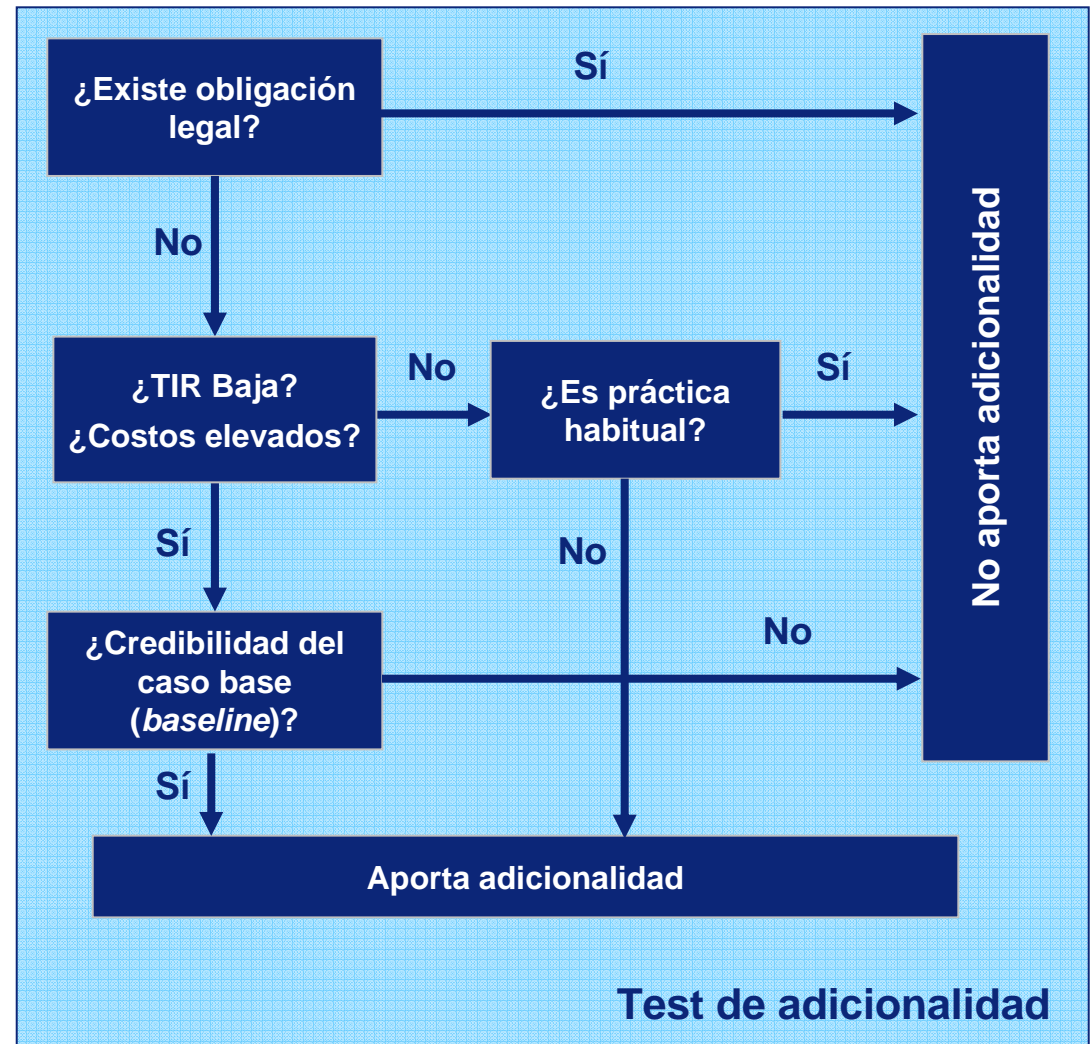 ¿Existe obligación
legal?
Sí
No
¿TIR Baja?
¿Costos elevados?
No
¿Es práctica
habitual?
Sí
No aporta adicionalidad
Sí
No
¿Credibilidad del
caso base
(baseline)?
No
Sí
Aporta adicionalidad
Test de adicionalidad